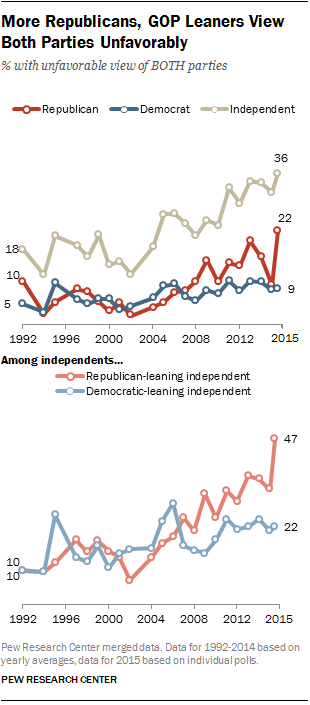 More Republicans, GOP Leaners View
Both Parties Unfavorably
% with unfavorable view of BOTH parties
Republican Democrat Independent
36
22
18
10
9
5
1992 1996 2000 2004 2008 2012 2015
Among independents...
Republican-leaning independent
Democratic-leaning independent
47
22
10
10
1992 1996 2000 2004 2008 2012 2015
Pew Research Center merged data. Data for 1992-2014 based on
yearly averages, data for 2015 based on individual polls.
PEW RESEARCH CENTER